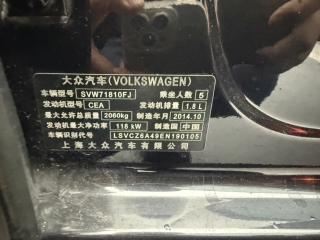 大众汽车(VOLKSWAGEN)
车辆型号 SVW71810FJ 乘坐人数 5
发动机型号 CEA 发动机排量 1.8 L
最大允许总质量 2060kg 制造年月 2014.10
发动机最大净功率 118 kW 制造国 中国
车辆识别代号 LSVCZ6A49EN190105
上海大众汽车有限公司